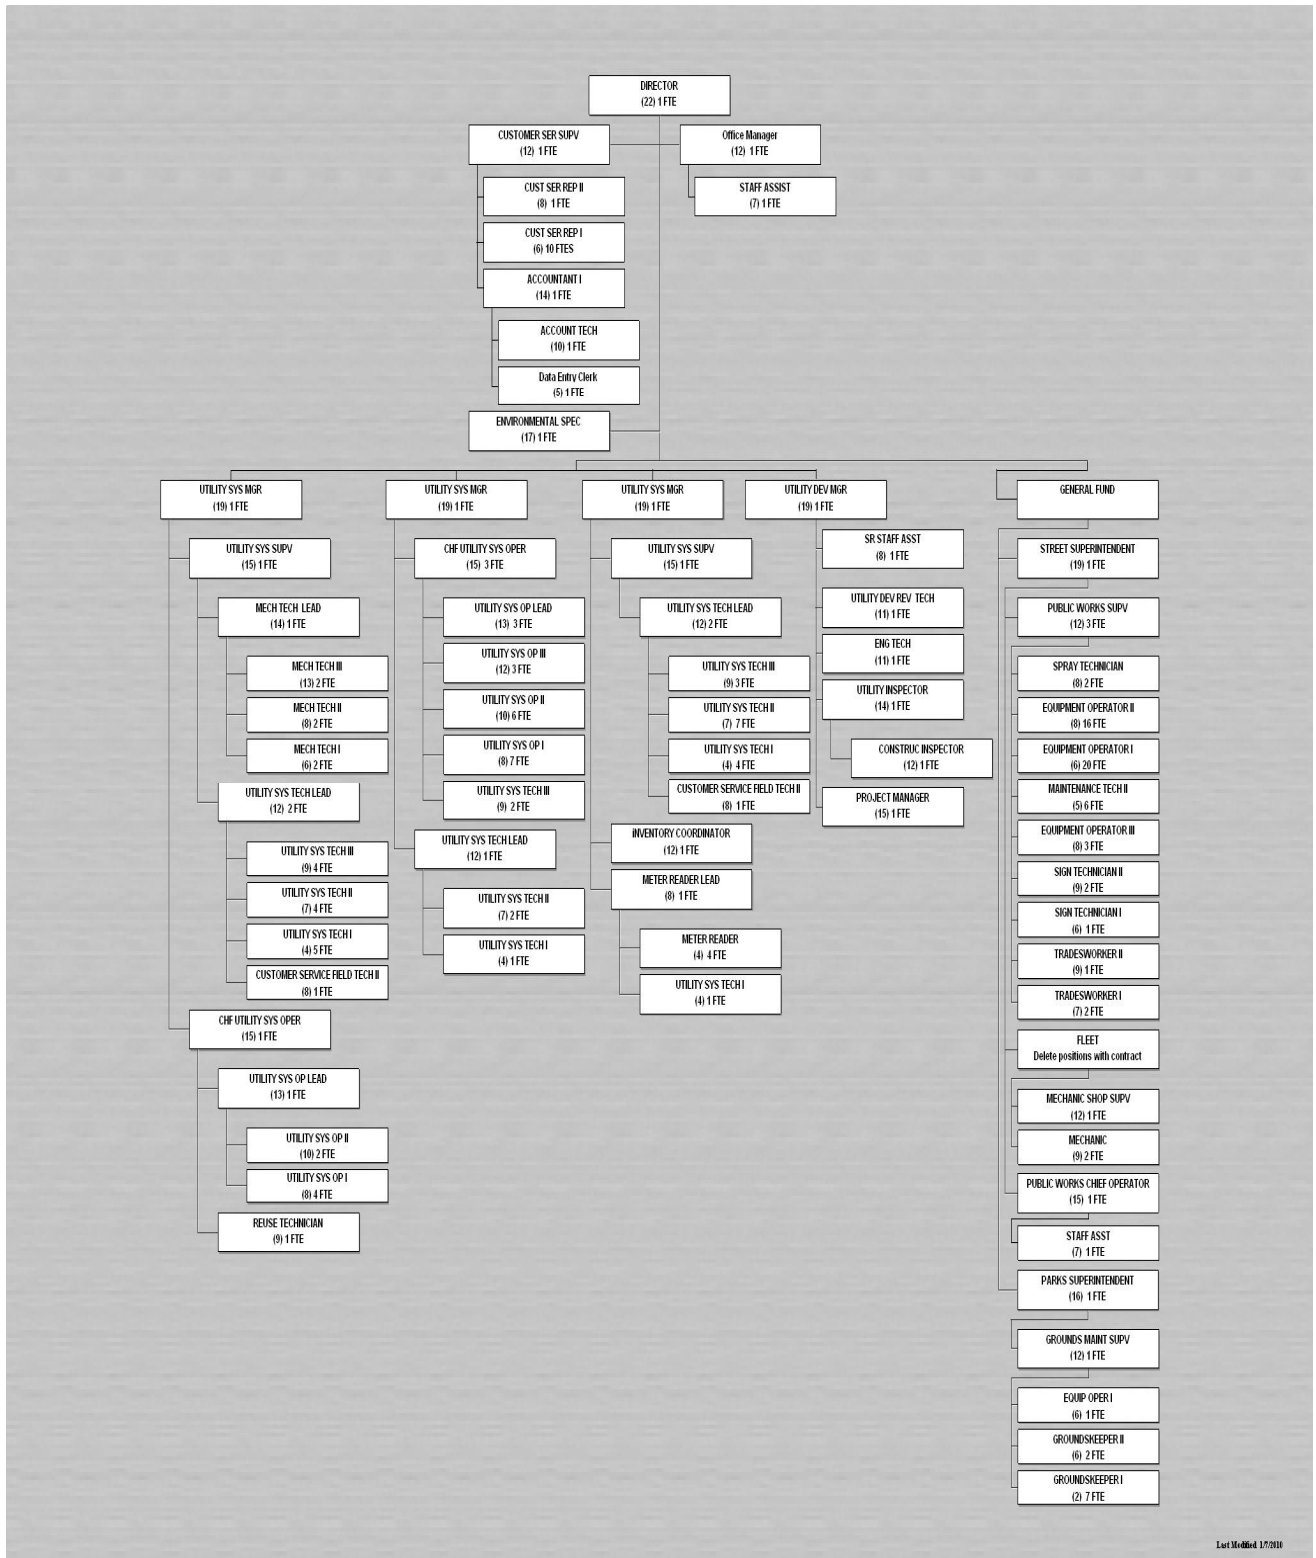 DIRECTOR
(22) 1 FTE
CUSTOMER SER SUPV
(12) 1 FTE
Office Manager
(12) 1 FTE
CUST SER REP II
(8) 1 FTE
STAFF ASSIST
(7) 1 FTE
CUST SER REP I
(6) 10 FTES
ACCOUNTANT I
(14) 1 FTE
ACCOUNT TECH
(10) 1 FTE
Data Entry Clerk
(5) 1 FTE
ENVIRONMENTAL SPEC
(17) 1 FTE
UTILITY SYS MGR
(19) 1 FTE
UTILITY SYS SUPV
(15) 1 FTE
MECH TECH LEAD
(14) 1 FTE
MECH TECH III
(13) 2 FTE
MECH TECH II
(8) 2 FTE
MECH TECH I
(6) 2 FTE
UTILITY SYS TECH LEAD
(12) 2 FTE
UTILITY SYS TECH III
(9) 4 FTE
UTILITY SYS TECH II
(7) 4 FTE
UTILITY SYS TECH I
(4) 5 FTE
CUSTOMER SERVICE FIELD TECH II
(8) 1 FTE
CHF UTILITY SYS OPER
(15) 1 FTE
UTILITY SYS OP LEAD
(13) 1 FTE
UTILITY SYS OP II
(10) 2 FTE
UTILITY SYS OP I
(8) 4 FTE
REUSE TECHNICIAN
(9) 1 FTE
UTILITY SYS MGR
(19) 1 FTE
CHF UTILITY SYS OPER
(15) 3 FTE
UTILITY SYS OP LEAD
(13) 3 FTE
UTILITY SYS OP III
(12) 3 FTE
UTILITY SYS OP II
(10) 6 FTE
UTILITY SYS OP I
(8) 7 FTE
UTILITY SYS TECH III
(9) 2 FTE
UTILITY SYS TECH LEAD
(12) 1 FTE
UTILITY SYS TECH II
(7) 2 FTE
UTILITY SYS TECH I
(4) 1 FTE
UTILITY SYS MGR
(19) 1 FTE
UTILITY SYS SUPV
(15) 1 FTE
UTILITY SYS TECH LEAD
(12) 2 FTE
UTILITY SYS TECH III
(9) 3 FTE
UTILITY SYS TECH II
(7) 7 FTE
UTILITY SYS TECH I
(4) 4 FTE
CUSTOMER SERVICE FIELD TECH II
(8) 1 FTE
iNVENTORY COORDINATOR
(12) 1 FTE
METER READER LEAD
(8) 1 FTE
METER READER
(4) 4 FTE
UTILITY SYS TECH I
(4) 1 FTE
UTILITY DEV MGR
(19) 1 FTE
SR STAFF ASST
(8) 1 FTE
UTILITY DEV REV TECH
(11) 1 FTE
ENG TECH
(11) 1 FTE
UTILITY INSPECTOR
(14) 1 FTE
CONSTRUC INSPECTOR
(12) 1 FTE
PROJECT MANAGER
(15) 1 FTE
GENERAL FUND
STREET SUPERINTENDENT
(19) 1 FTE
PUBLIC WORKS SUPV
(12) 3 FTE
SPRAY TECHNICIAN
(8) 2 FTE
EQUIPMENT OPERATOR II
(8) 16 FTE
EQUIPMENT OPERATOR I
(6) 20 FTE
MAINTENANCE TECH II
(5) 6 FTE
EQUIPMENT OPERATOR III
(8) 3 FTE
SIGN TECHNICIAN II
(9) 2 FTE
SIGN TECHNICIAN I
(6) 1 FTE
TRADESWORKER II
(9) 1 FTE
TRADESWORKER I
(7) 2 FTE
FLEET
Delete positions with contract
MECHANIC SHOP SUPV
(12) 1 FTE
MECHANIC
(9) 2 FTE
PUBLIC WORKS CHIEF OPERATOR
(15) 1 FTE
STAFF ASST
(7) 1 FTE
PARKS SUPERINTENDENT
(16) 1 FTE
GROUNDS MAINT SUPV
(12) 1 FTE
EQUIP OPER I
(6) 1 FTE
GROUNDSKEEPER II
(6) 2 FTE
GROUNDSKEEPER I
(2) 7 FTE
Last Modified 1/7/2010